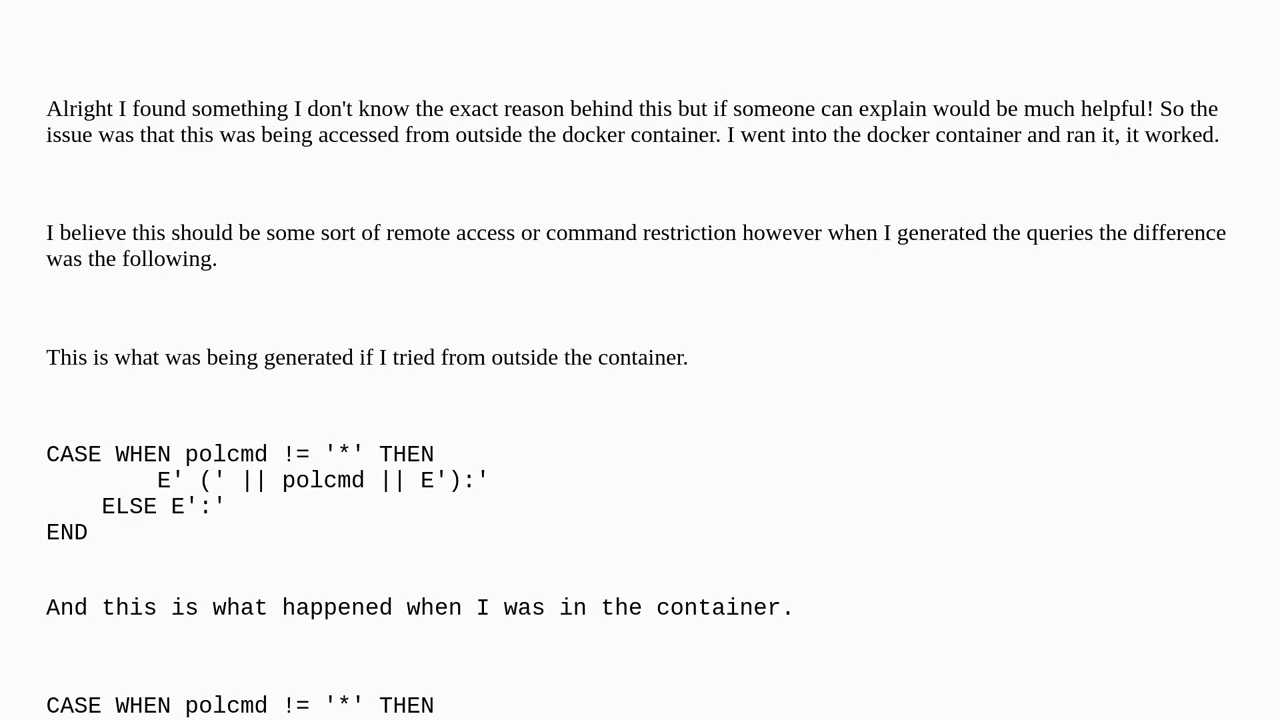 Alright I found something I don't know the exact reason behind this but if someone can explain would be much helpful! So the
issue was that this was being accessed from outside the docker container. I went into the docker container and ran it, it worked.
I believe this should be some sort of remote access or command restriction however when I generated the queries the difference
was the following.
This is what was being generated if I tried from outside the container.
CASE WHEN polcmd != '*' THEN
        E' (' || polcmd || E'):'
    ELSE E':'
END
And this is what happened when I was in the container.
CASE WHEN polcmd != '*' THEN